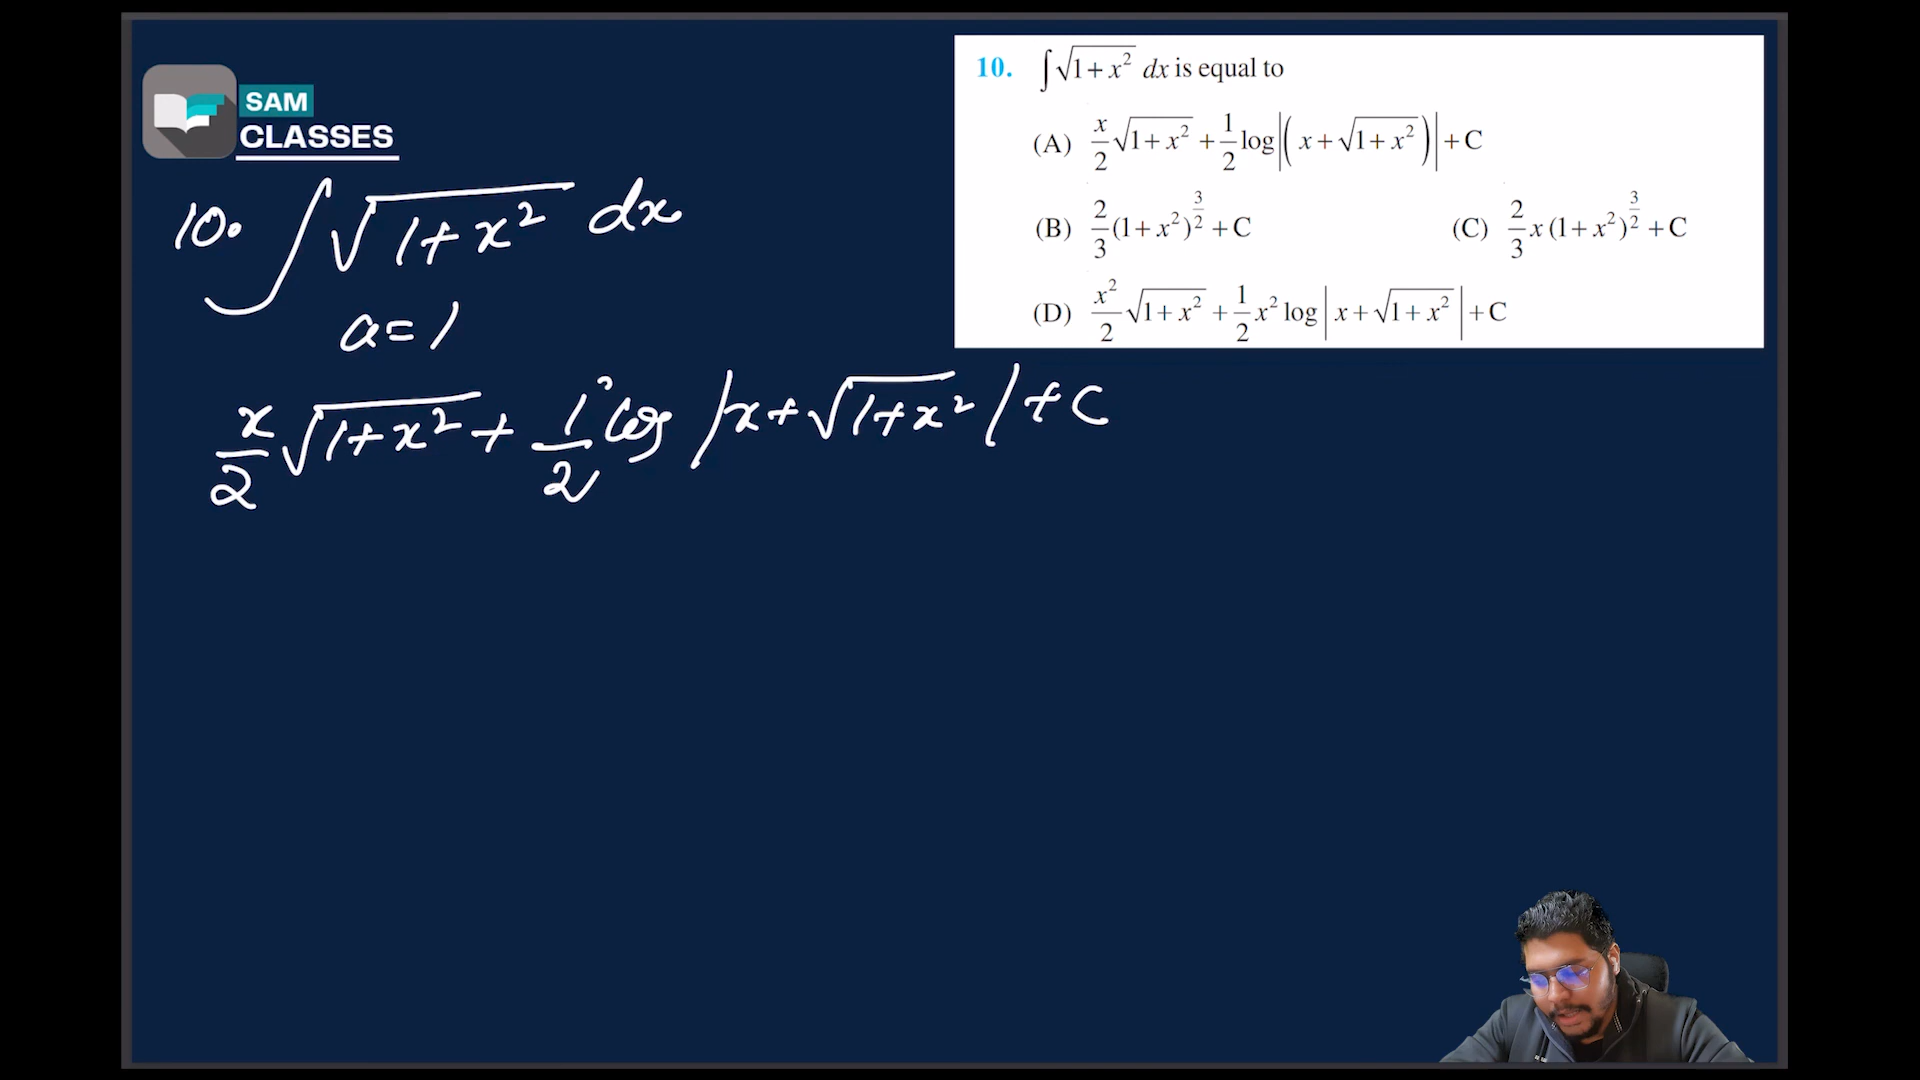 SAM
CLASSES
10. ∫√(1+x²) dx
a=1
x/2 √(1+x²) + 1²/2 log |x+√(1+x²)| + C
10. ∫√(1+x²) dx is equal to
(A) x/2 √(1+x²) + 1/2 log|(x+√(1+x²))| + C
(B) 2/3 (1+x²)^(3/2) + C (C) 2/3 x(1+x²)^(3/2) + C
(D) x²/2 √(1+x²) + 1/2 x² log|x+√(1+x²)| + C